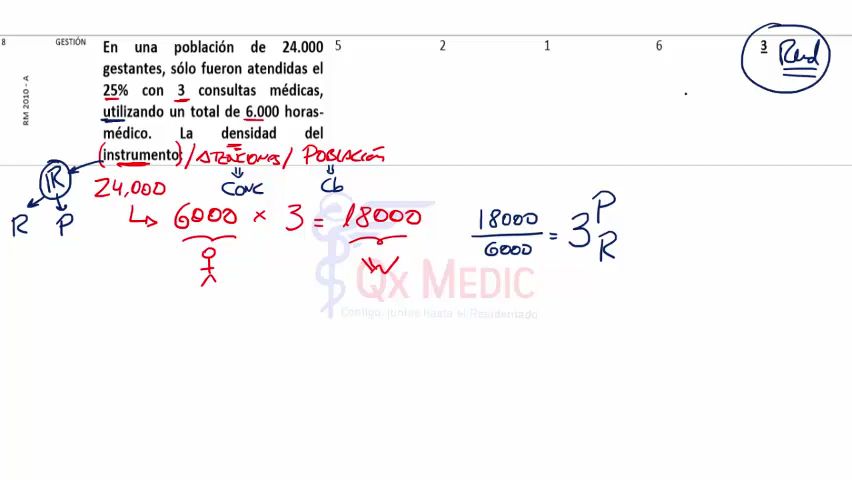 8 GESTIÓN En una población de 24.000 5 2 1 6 3 Rend
gestantes, sólo fueron atendidas el
25% con 3 consultas médicas,
utilizando un total de 6.000 horas-
médico. La densidad del
(instrumento) / ATENCIONES / POBLACIÓN
RM 2010 - A
IR
R P
24,000 CONC Cb
6000 x 3 = 18000
18000
6000
= 3 P
R
QX MEDIC
Contigo, juntos hasta el Residentado